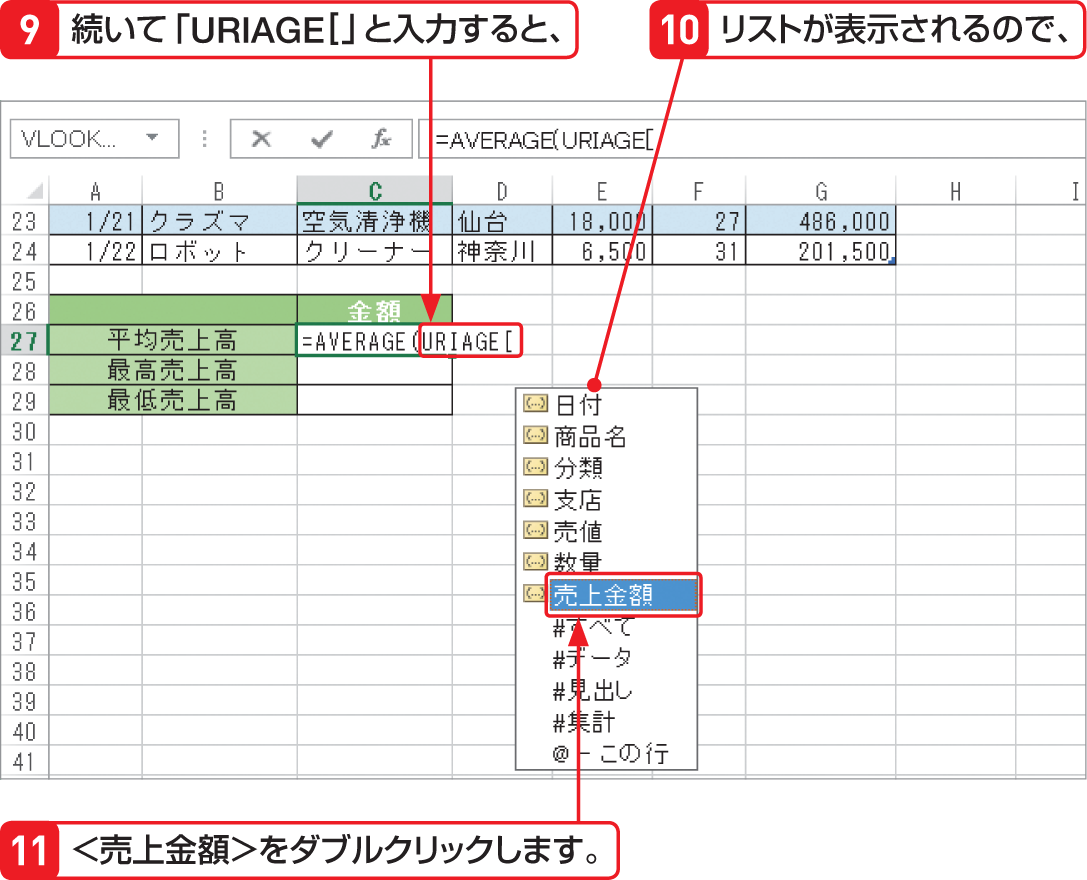 9 続いて「URIAGE[」と入力すると、
10 リストが表示されるので、
VLOOK... fx =AVERAGE(URIAGE[
A B C D E F G H I
23 1/21 クラズマ 空気清浄機 仙台 18,000 27 486,000
24 1/22 ロボット クリーナー 神奈川 6,500 31 201,500
25
26 金額
27 平均売上高 =AVERAGE(URIAGE[
28 最高売上高
29 最低売上高
30
31
32
33
34
35
36
37
38
39
40
41
日付
商品名
分類
支店
売値
数量
売上金額
#すべて
#データ
#見出し
#集計
@ - この行
11 <売上金額>をダブルクリックします。